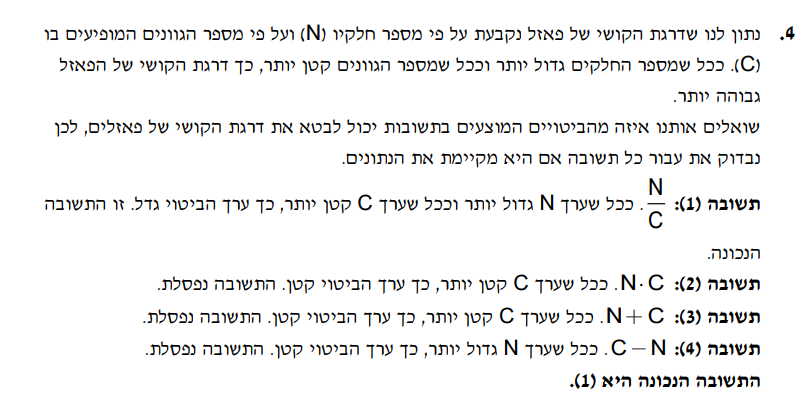 4. נתון לנו שדרגת הקושי של פאזל נקבעת על פי מספר חלקיו (N) ועל פי מספר הגוונים המופיעים בו
(C). ככל שמספר החלקים גדול יותר וככל שמספר הגוונים קטן יותר, כך דרגת הקושי של הפאזל
גבוהה יותר.
שואלים אותנו איזה מהביטויים המוצעים בתשובות יכול לבטא את דרגת הקושי של פאזלים, לכן
נבדוק את עבור כל תשובה אם היא מקיימת את הנתונים.
תשובה (1): N/C. ככל שערך N גדול יותר וככל שערך C קטן יותר, כך ערך הביטוי גדל. זו התשובה
הנכונה.
תשובה (2): N·C. ככל שערך C קטן יותר, כך ערך הביטוי קטן. התשובה נפסלת.
תשובה (3): N+C. ככל שערך C קטן יותר, כך ערך הביטוי קטן. התשובה נפסלת.
תשובה (4): C−N. ככל שערך N גדול יותר, כך ערך הביטוי קטן. התשובה נפסלת.
התשובה הנכונה היא (1).